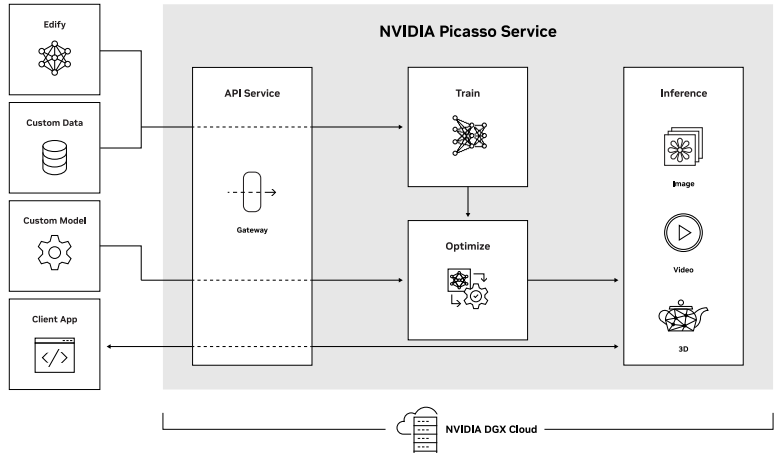 Edify
NVIDIA Picasso Service
API Service
Train
Inference
Custom Data
Image
Custom Model
Gateway
Optimize
Video
Client App
</>
3D
NVIDIA DGX Cloud